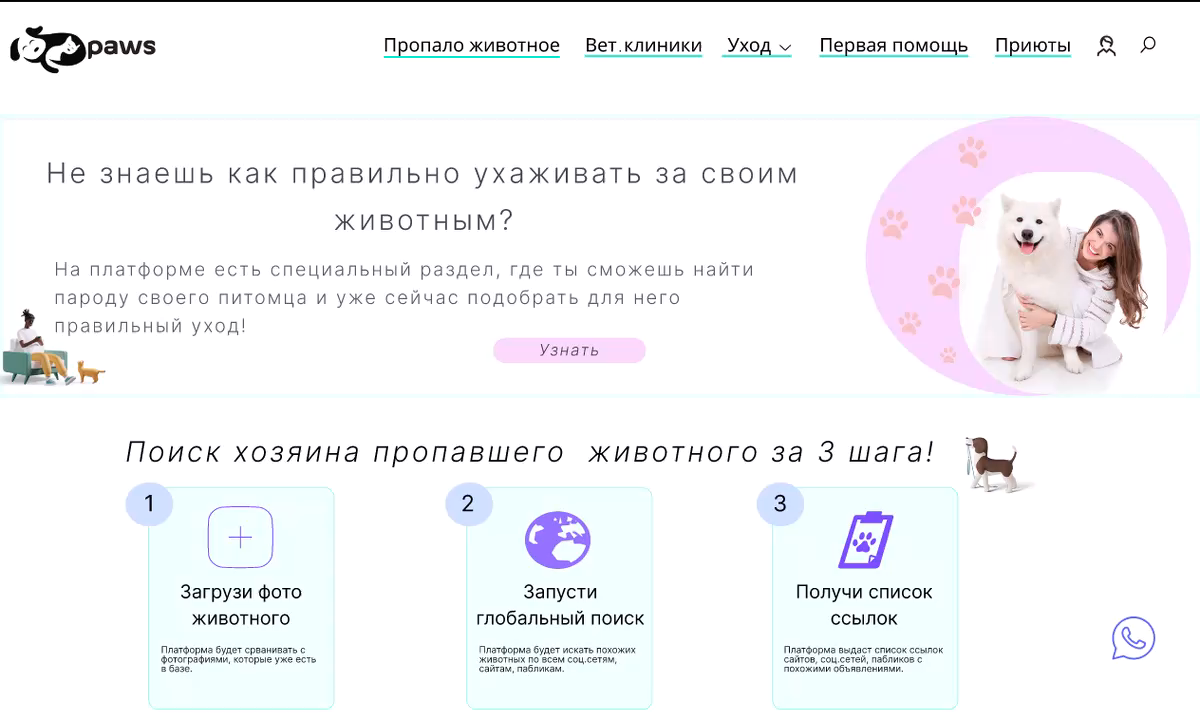 paws
Пропало животное Вет.клиники Уход Первая помощь Приюты
Не знаешь как правильно ухаживать за своим
животным?
На платформе есть специальный раздел, где ты сможешь найти
пароду своего питомца и уже сейчас подобрать для него
правильный уход!
Узнать
Поиск хозяина пропавшего животного за 3 шага!
1
Загрузи фото
животного
Платформа будет срванивать с
фотографиями, которые уже есть
в базе.
2
Запусти
глобальный поиск
Платформа будет искать похожих
животных по всем соц.сетям,
сайтам, пабликам.
3
Получи список
ссылок
Платформа выдаст список ссылок
сайтов, соц.сетей, пабликов с
похожими объявлениями.